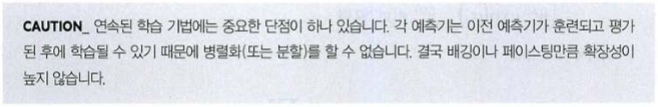 CAUTION_ 연속된 학습 기법에는 중요한 단점이 하나 있습니다. 각 예측기는 이전 예측기가 훈련되고 평가
된 후에 학습될 수 있기 때문에 병렬화(또는 분할)를 할 수 없습니다. 결국 배깅이나 페이스팅만큼 확장성이
높지 않습니다.